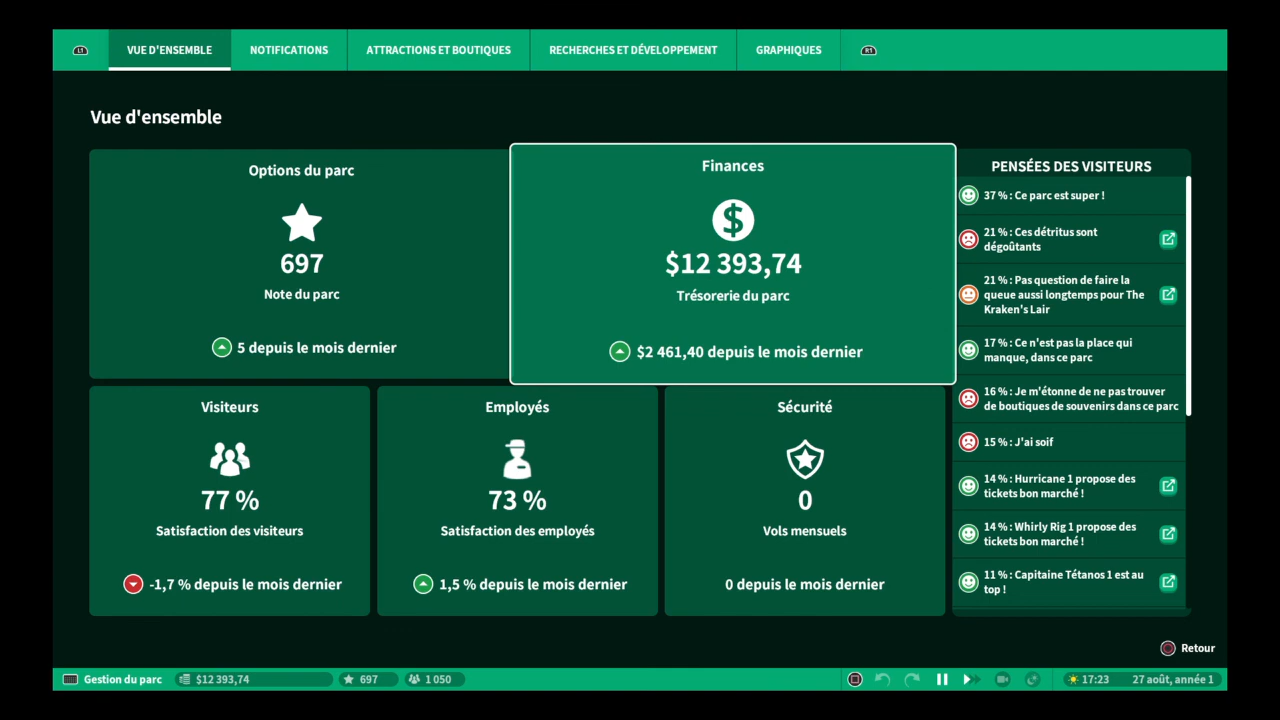 L1
VUE D'ENSEMBLE
NOTIFICATIONS
ATTRACTIONS ET BOUTIQUES
RECHERCHES ET DÉVELOPPEMENT
GRAPHIQUES
R1
Vue d'ensemble
Options du parc
697
Note du parc
5 depuis le mois dernier
Finances
$
$12 393,74
Trésorerie du parc
$2 461,40 depuis le mois dernier
Visiteurs
77 %
Satisfaction des visiteurs
-1,7 % depuis le mois dernier
Employés
73 %
Satisfaction des employés
1,5 % depuis le mois dernier
Sécurité
0
Vols mensuels
0 depuis le mois dernier
PENSÉES DES VISITEURS
37 % : Ce parc est super !
21 % : Ces détritus sont
dégoûtants
21 % : Pas question de faire la
queue aussi longtemps pour The
Kraken's Lair
17 % : Ce n'est pas la place qui
manque, dans ce parc
16 % : Je m'étonne de ne pas trouver
de boutiques de souvenirs dans ce parc
15 % : J'ai soif
14 % : Hurricane 1 propose des
tickets bon marché !
14 % : Whirly Rig 1 propose des
tickets bon marché !
11 % : Capitaine Tétanos 1 est au
top !
Retour
Gestion du parc
$12 393,74
697
1 050
17:23
27 août, année 1